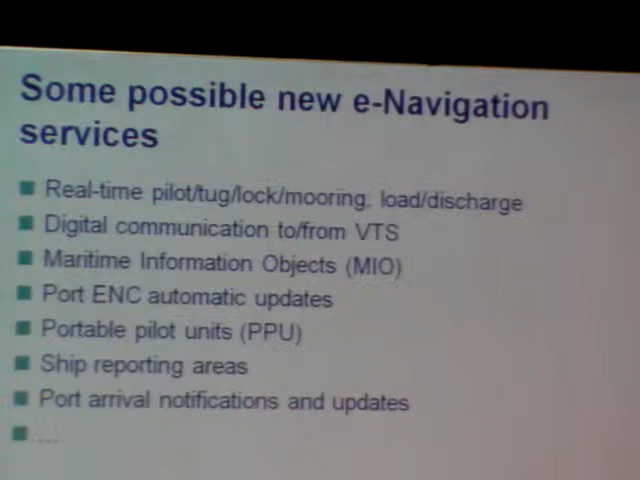 Some possible new e-Navigation
services
Real-time pilot/tug/lock/mooring, load/discharge
Digital communication to/from VTS
Maritime Information Objects (MIO)
Port ENC automatic updates
Portable pilot units (PPU)
Ship reporting areas
Port arrival notifications and updates
...